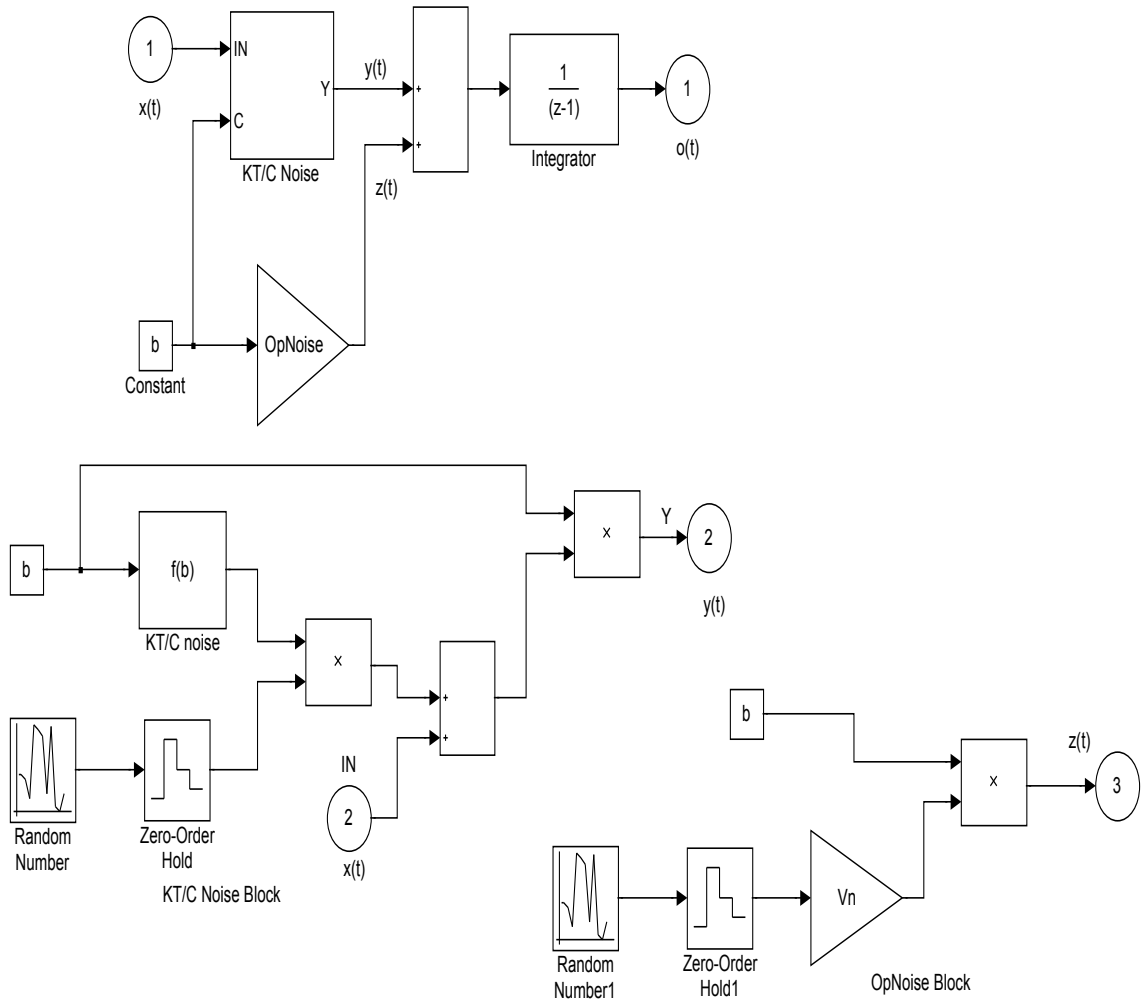 1
x(t)
IN
C
Y
KT/C Noise
y(t)
z(t)
+
+
1
(z-1)
Integrator
1
o(t)
b
Constant
OpNoise
b
f(b)
KT/C noise
x
+
+
x
Y
2
y(t)
Random
Number
Zero-Order
Hold
IN
2
x(t)
KT/C Noise Block
b
x
z(t)
3
Random
Number1
Zero-Order
Hold1
Vn
OpNoise Block